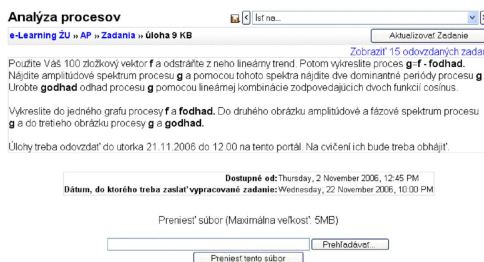 Analýza procesov
Ísť na...
e-Learning ŽU » AP » Zadania » úloha 9 KB
Aktualizovať Zadanie
Zobraziť 15 odovzdaných zadan
Použite Váš 100 zložkový vektor f a odstráňte z neho lineárny trend. Potom vykreslite proces g=f - fodhad.
Nájdite amplitúdové spektrum procesu g a pomocou tohoto spektra nájdite dve dominantné periódy procesu g
Urobte godhad odhad procesu g pomocou lineárnej kombinácie zodpovedajúcich dvoch funkcií cosínus.
Vykreslite do jedného grafu procesy f a fodhad. Do druhého obrázku amplitúdové a fázové spektrum procesu
g a do tretieho obrázku procesy g a godhad.
Úlohy treba odovzdať do utorka 21.11.2006 do 12.00 na tento portál. Na cvičení ich bude treba obhájiť.
Dostupné od: Thursday, 2 November 2006, 12:45 PM
Dátum, do ktorého treba zaslať vypracované zadanie: Wednesday, 22 November 2006, 10:00 PM
Preniesť súbor (Maximálna veľkosť: 5MB)
Prehľadávať...
Preniesť tento súbor